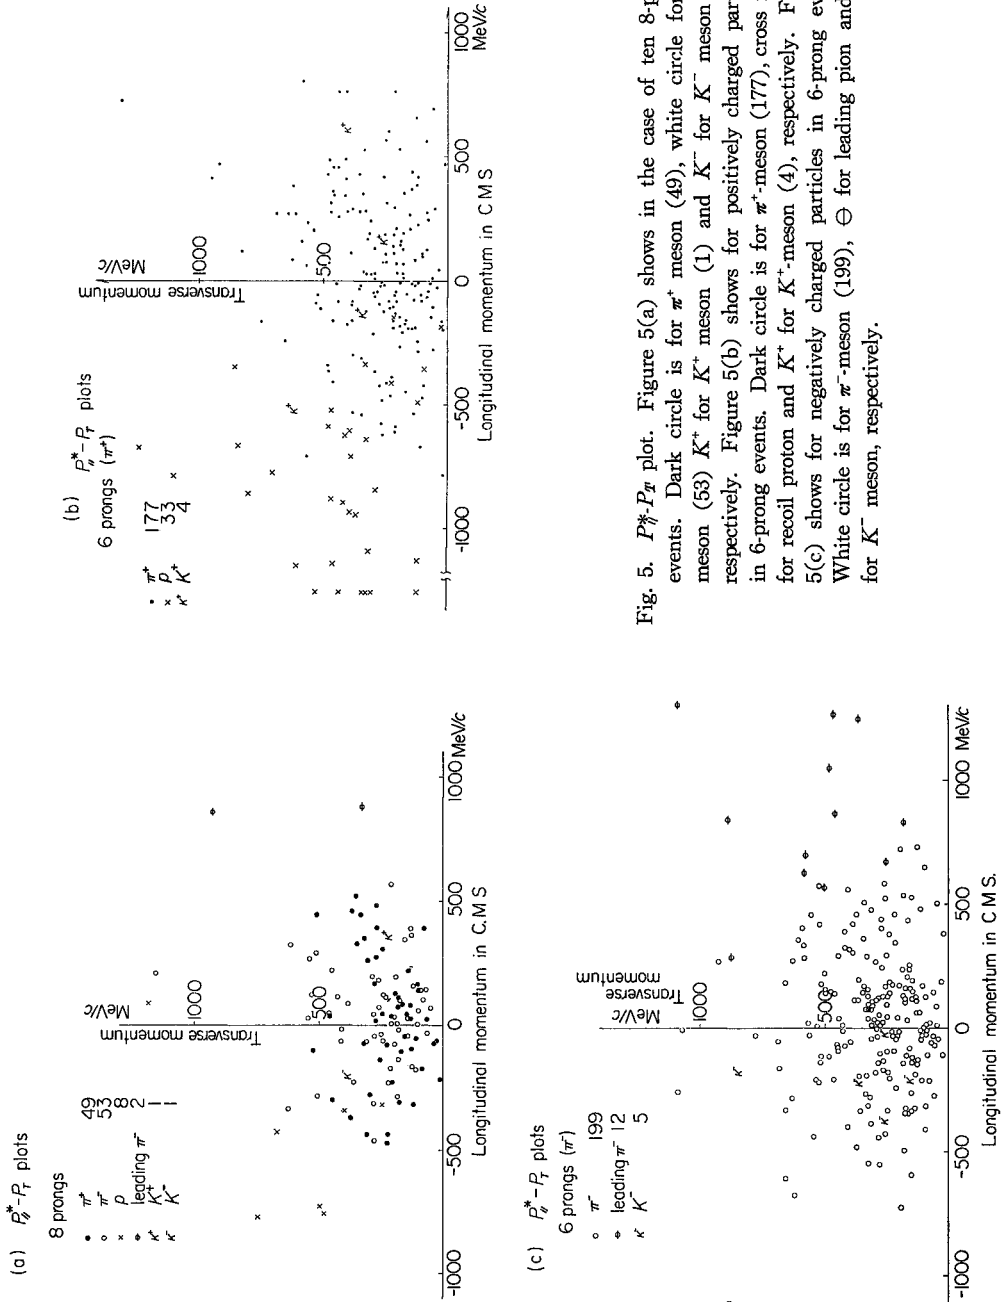 (a) P∥*−P_T plots
8 prongs
• π⁺ 49
○ π⁻ 53
× p 8
⌽ leading π⁻ 2
K⁺ K⁺ 1
K⁻ K⁻ 1
Transverse momentum
MeV/c
1000
500
K⁺
K⁻
-1000 -500 0 500 1000 MeV/c
Longitudinal momentum in C.M.S
(b) P∥*−P_T plots
6 prongs (π⁺)
• π⁺ 177
× p 33
K⁺ K⁺ 4
Transverse momentum
MeV/c
1000
500
K⁺
K⁺
K⁺
K⁺
-1000 -500 0 500 1000
MeV/c
Longitudinal momentum in CMS
(c) P∥*−P_T plots
6 prongs (π⁻)
○ π⁻ 199
⌽ leading π⁻ 12
K⁻ K⁻ 5
Transverse
momentum
MeV/c
1000
500
K⁻
K⁻
K⁻
K⁻
-1000 -500 0 500 1000 MeV/c
Longitudinal momentum in C.M.S.
Fig. 5. P∥*-P_T plot. Figure 5(a) shows in the case of ten 8-p
events. Dark circle is for π⁺ meson (49), white circle for
meson (53) K⁺ for K⁺ meson (1) and K⁻ for K⁻ meson
respectively. Figure 5(b) shows for positively charged par
in 6-prong events. Dark circle is for π⁺-meson (177), cross
for recoil proton and K⁺ for K⁺-meson (4), respectively. F
5(c) shows for negatively charged particles in 6-prong ev
White circle is for π⁻-meson (199), ⊖ for leading pion and
for K⁻ meson, respectively.